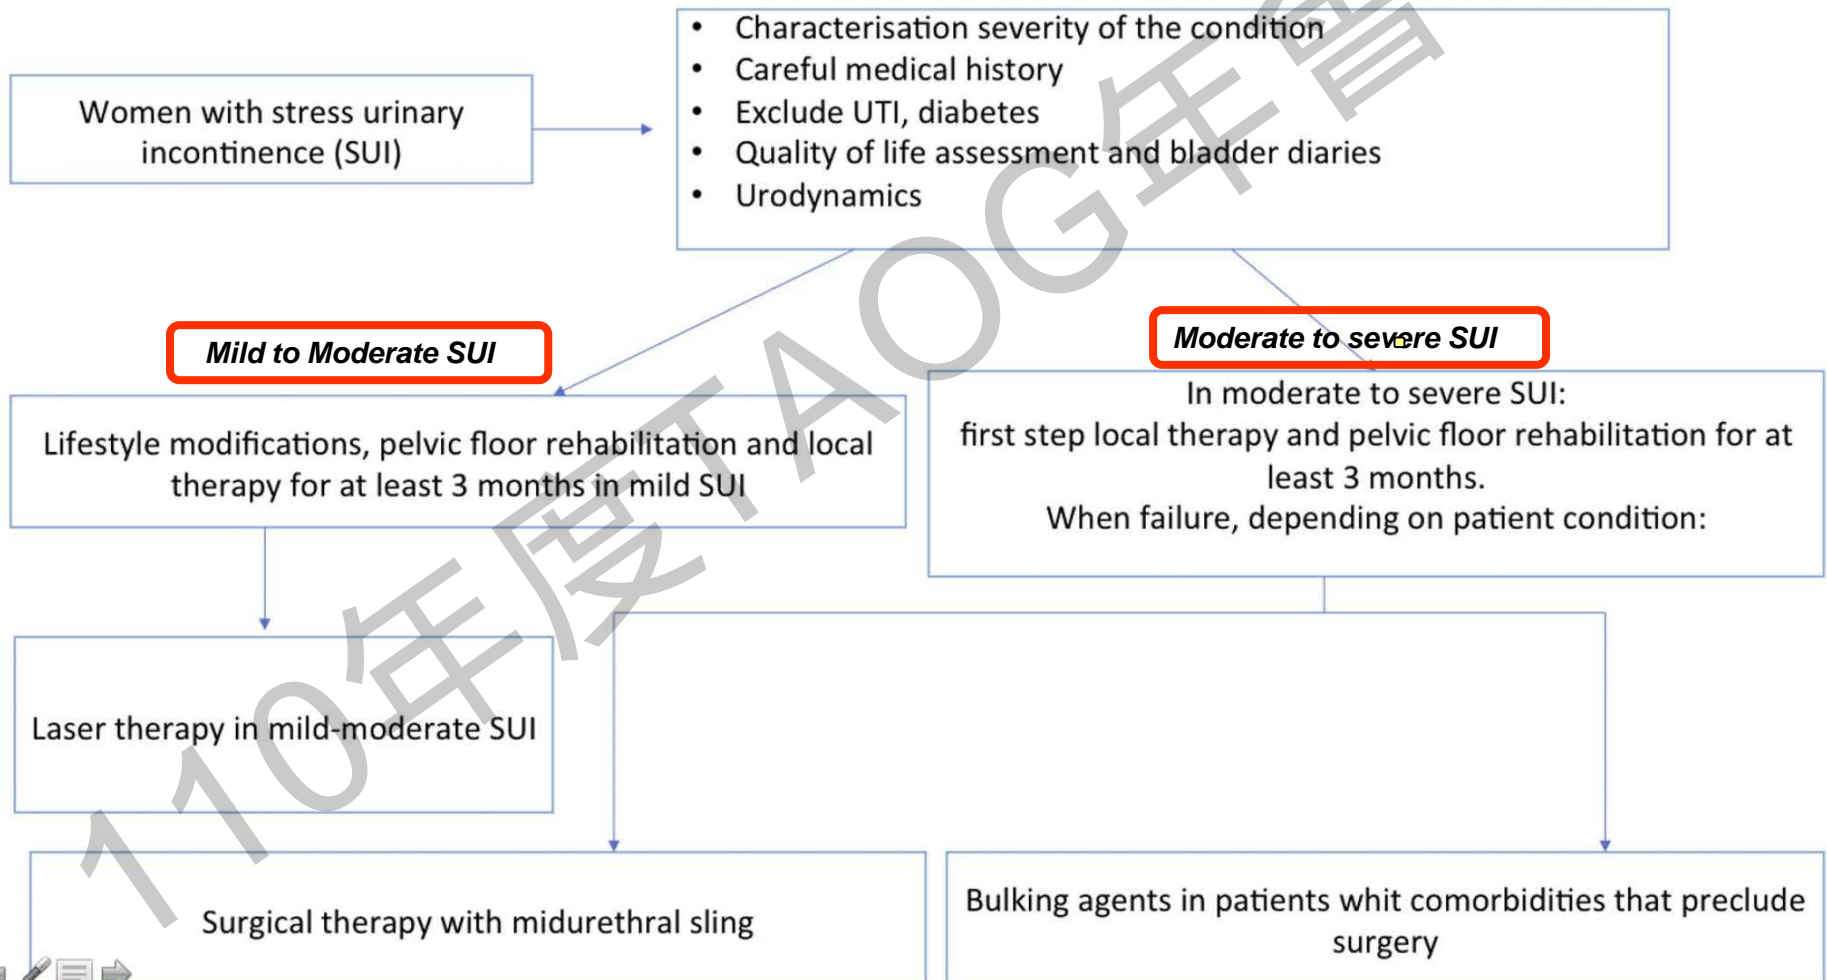 Women with stress urinary
incontinence (SUI)
• Characterisation severity of the condition
• Careful medical history
• Exclude UTI, diabetes
• Quality of life assessment and bladder diaries
• Urodynamics
Mild to Moderate SUI
Moderate to severe SUI
Lifestyle modifications, pelvic floor rehabilitation and local
therapy for at least 3 months in mild SUI
In moderate to severe SUI:
first step local therapy and pelvic floor rehabilitation for at
least 3 months.
When failure, depending on patient condition:
Laser therapy in mild-moderate SUI
Surgical therapy with midurethral sling
Bulking agents in patients whit comorbidities that preclude
surgery
110年度TAOG年會